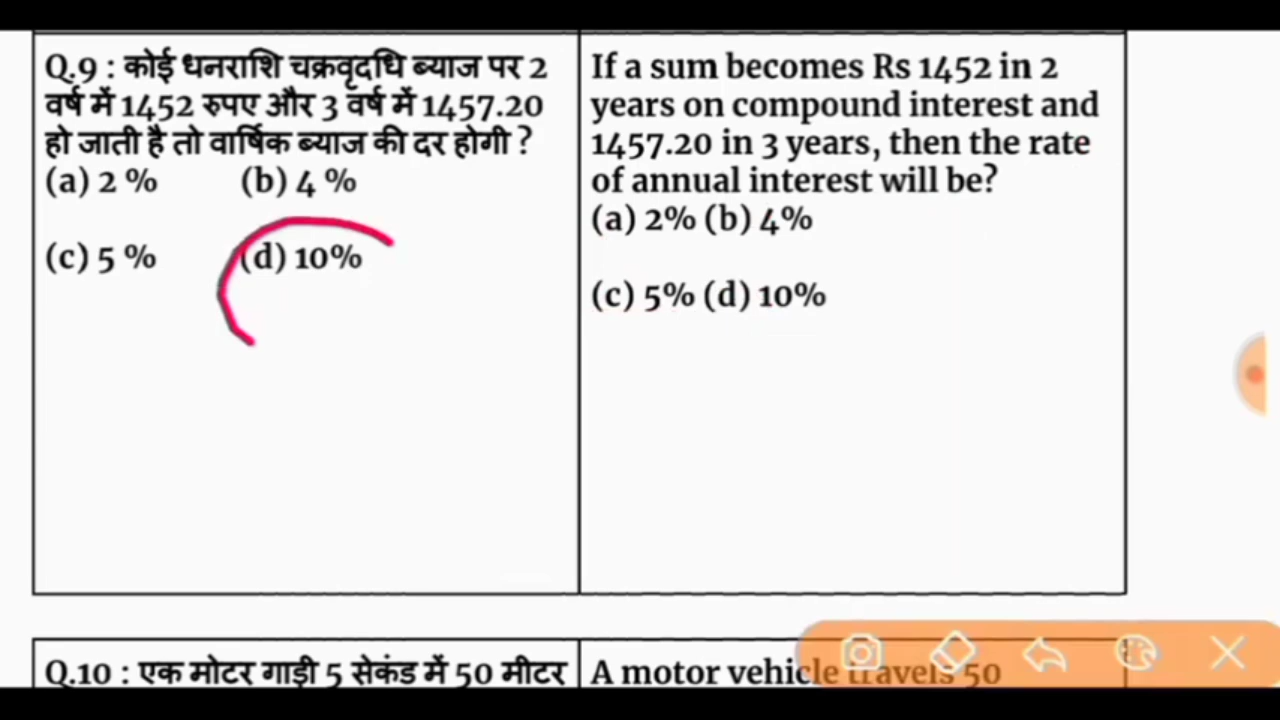 Q.9 : कोई धनराशि चक्रवृदधि ब्याज पर 2
वर्ष में 1452 रुपए और 3 वर्ष में 1457.20
हो जाती है तो वार्षिक ब्याज की दर होगी ?
(a) 2 % (b) 4 %
(c) 5 % (d) 10%
If a sum becomes Rs 1452 in 2
years on compound interest and
1457.20 in 3 years, then the rate
of annual interest will be?
(a) 2% (b) 4%
(c) 5% (d) 10%
Q.10 : एक मोटर गाड़ी 5 सेकंड में 50 मीटर
A motor vehicle travels 50